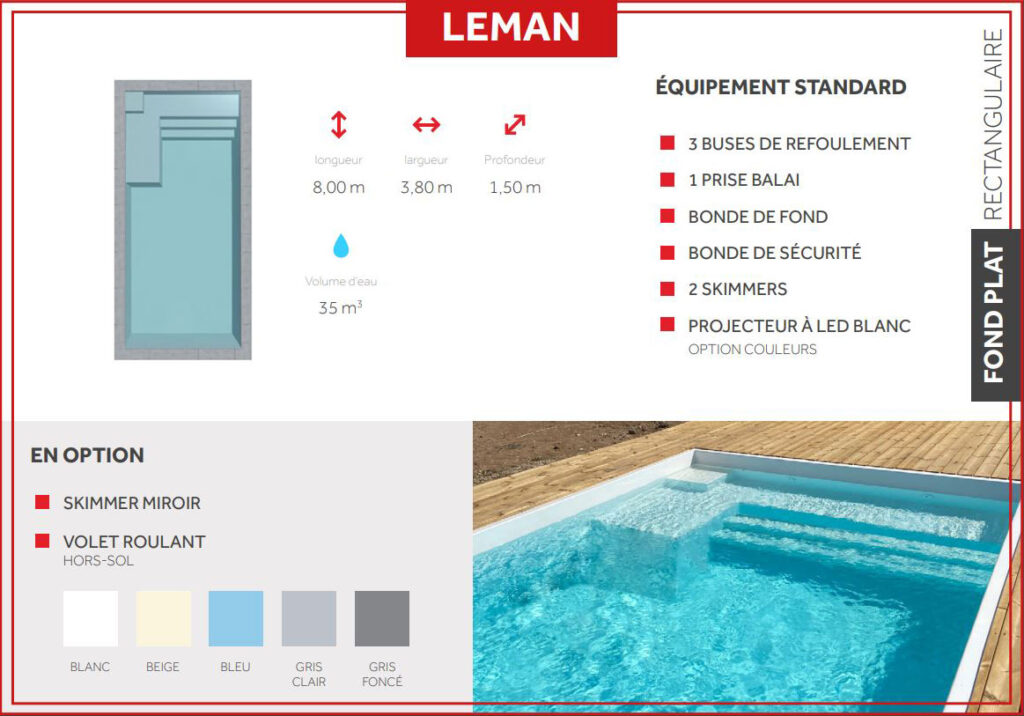 LEMAN
longueur
8,00 m
largueur
3,80 m
Profondeur
1,50 m
Volume d'eau
35 m³
ÉQUIPEMENT STANDARD
3 BUSES DE REFOULEMENT
1 PRISE BALAI
BONDE DE FOND
BONDE DE SÉCURITÉ
2 SKIMMERS
PROJECTEUR À LED BLANC
OPTION COULEURS
RECTANGULAIRE
FOND PLAT
EN OPTION
SKIMMER MIROIR
VOLET ROULANT
HORS-SOL
BLANC
BEIGE
BLEU
GRIS
CLAIR
GRIS
FONCÉ